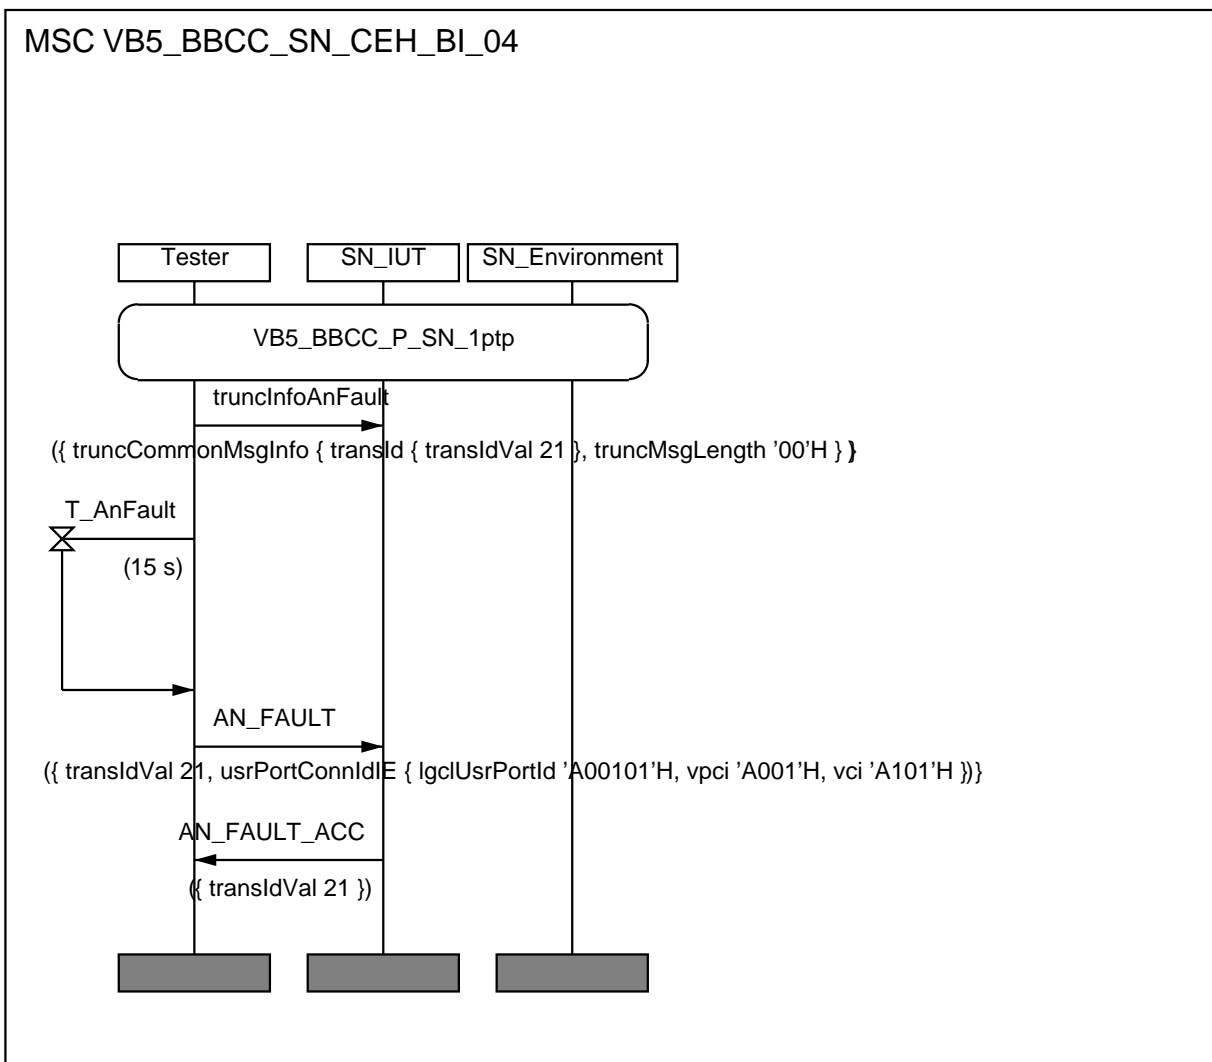 MSC VB5_BBCC_SN_CEH_BI_04
Tester SN_IUT SN_Environment
VB5_BBCC_P_SN_1ptp
truncInfoAnFault
({ truncCommonMsgInfo { transId { transIdVal 21 }, truncMsgLength ’00’H } }
T_AnFault
(15 s)
AN_FAULT
({ transIdVal 21, usrPortConnIdIE { lgclUsrPortId ’A00101’H, vpci ’A001’H, vci ’A101’H })}
AN_FAULT_ACC
({ transIdVal 21 })